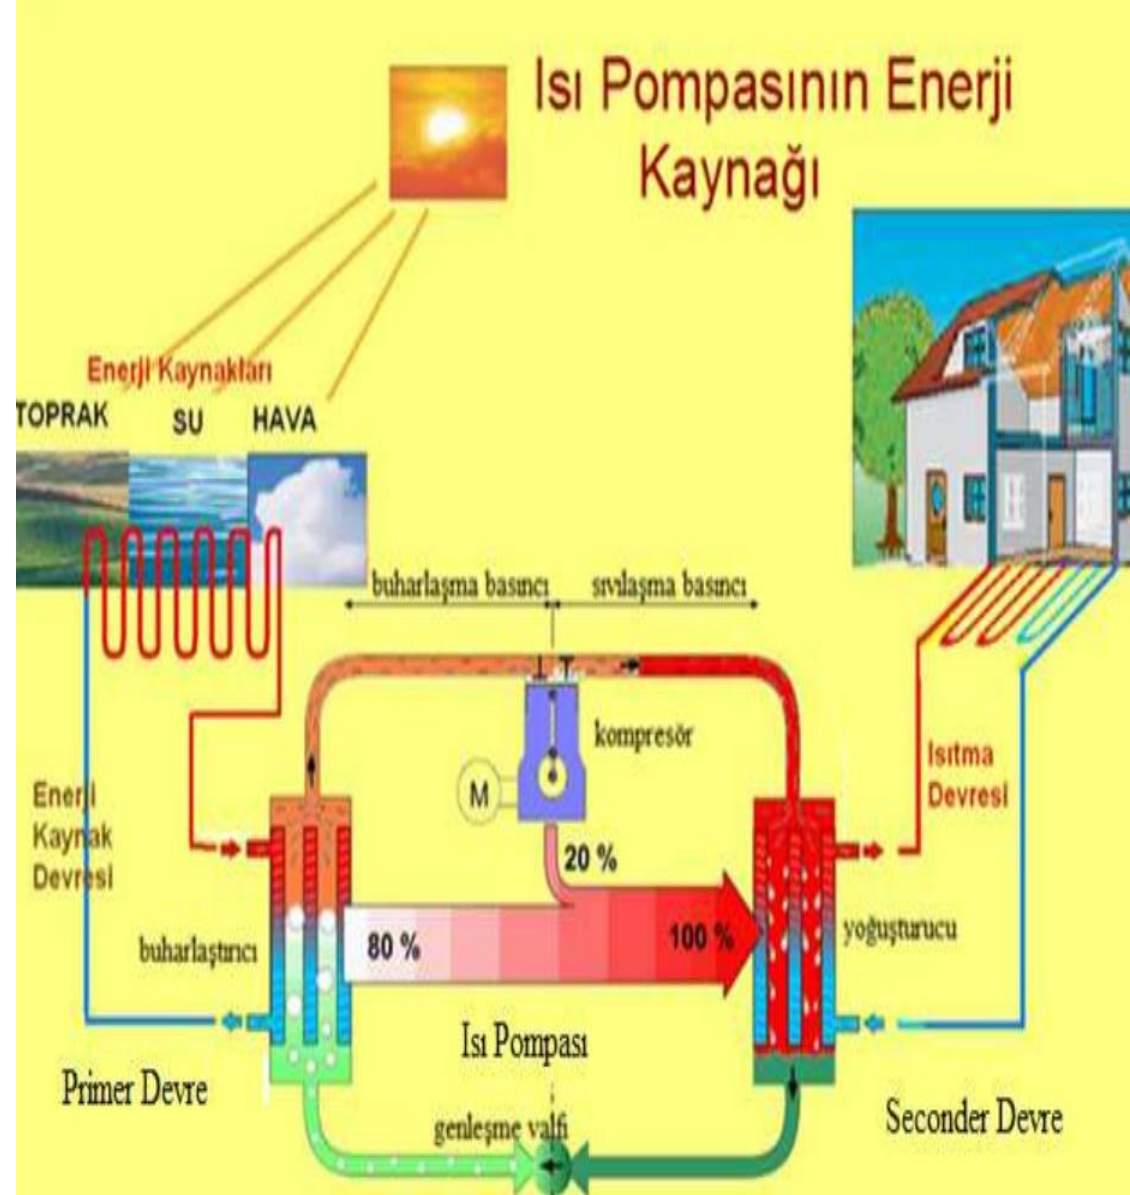 Isı Pompasının Enerji
Kaynağı
Enerji Kaynakları
TOPRAK
SU
HAVA
buharlaşma basıncı
sıvılaşma basıncı
kompresör
M
Enerji
Kaynak
Devresi
Isıtma
Devresi
20 %
buharlaştırıcı
80 %
100 %
yoğuşturucu
Isı Pompası
Primer Devre
genleşme valfi
Seconder Devre